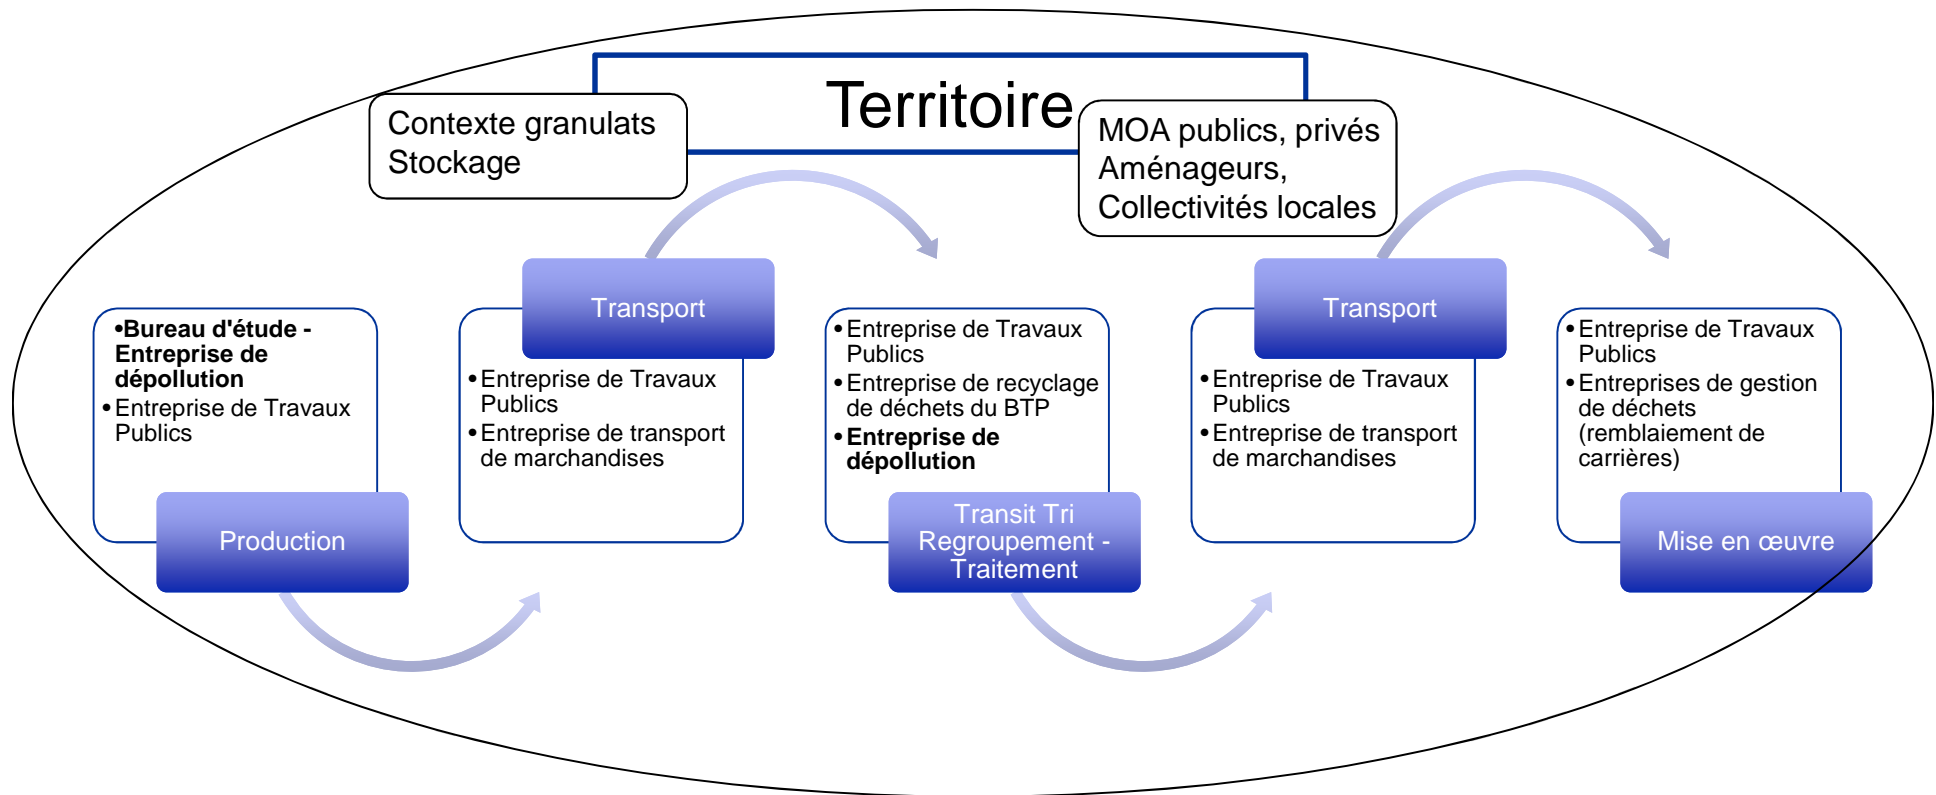 Territoire
Contexte granulats
Stockage
MOA publics, privés
Aménageurs,
Collectivités locales
•Bureau d'étude -
Entreprise de
dépollution
•Entreprise de Travaux
Publics
Production
Transport
•Entreprise de Travaux
Publics
•Entreprise de transport
de marchandises
•Entreprise de Travaux
Publics
•Entreprise de recyclage
de déchets du BTP
•Entreprise de
dépollution
Transit Tri
Regroupement -
Traitement
Transport
•Entreprise de Travaux
Publics
•Entreprise de transport
de marchandises
•Entreprise de Travaux
Publics
•Entreprises de gestion
de déchets
(remblaiement de
carrières)
Mise en œuvre